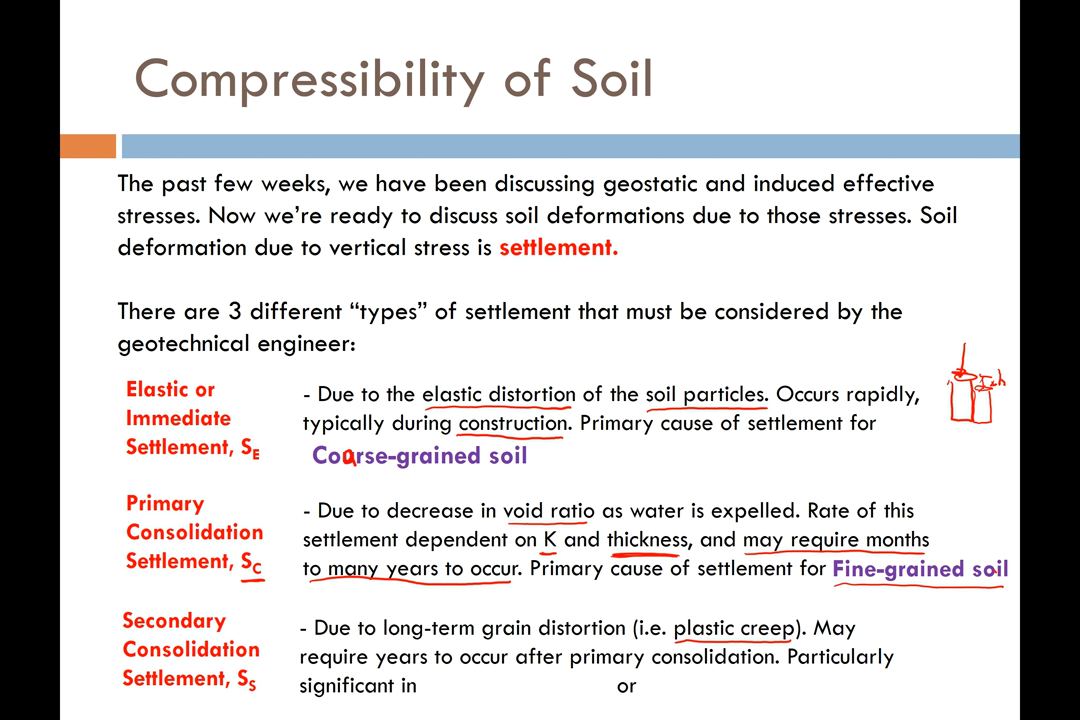 Compressibility of Soil
The past few weeks, we have been discussing geostatic and induced effective
stresses. Now we’re ready to discuss soil deformations due to those stresses. Soil
deformation due to vertical stress is settlement.
There are 3 different “types” of settlement that must be considered by the
geotechnical engineer:
Elastic or
Immediate
Settlement, SE
- Due to the elastic distortion of the soil particles. Occurs rapidly,
typically during construction. Primary cause of settlement for
Coarse-grained soil
Primary
Consolidation
Settlement, SC
- Due to decrease in void ratio as water is expelled. Rate of this
settlement dependent on K and thickness, and may require months
to many years to occur. Primary cause of settlement for Fine-grained soil
Secondary
Consolidation
Settlement, SS
- Due to long-term grain distortion (i.e. plastic creep). May
require years to occur after primary consolidation. Particularly
significant in or